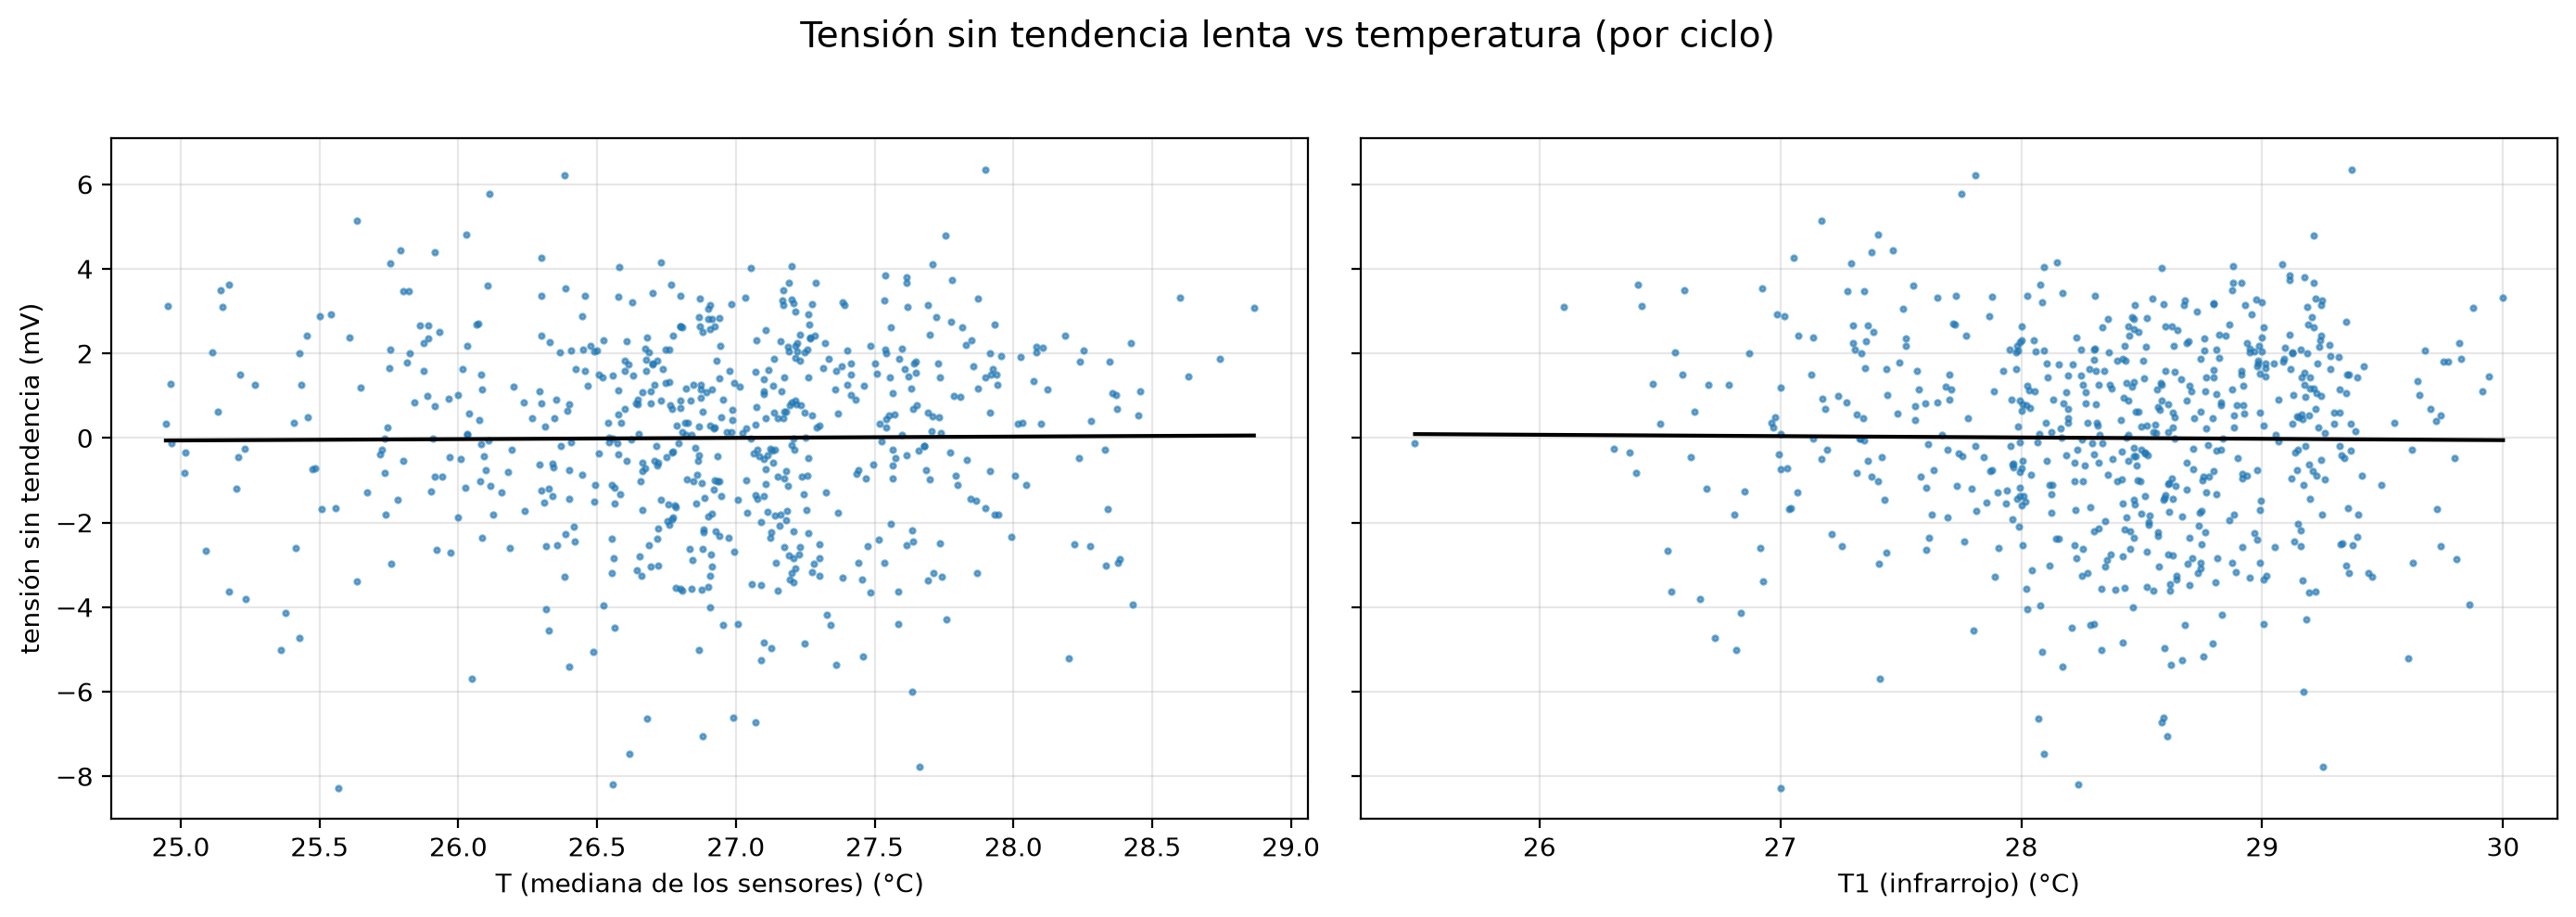 Tensión sin tendencia lenta vs temperatura (por ciclo)
tensión sin tendencia (mV)
6
4
2
0
−2
−4
−6
−8
25.0 25.5 26.0 26.5 27.0 27.5 28.0 28.5 29.0
T (mediana de los sensores) (°C)
26 27 28 29 30
T1 (infrarrojo) (°C)